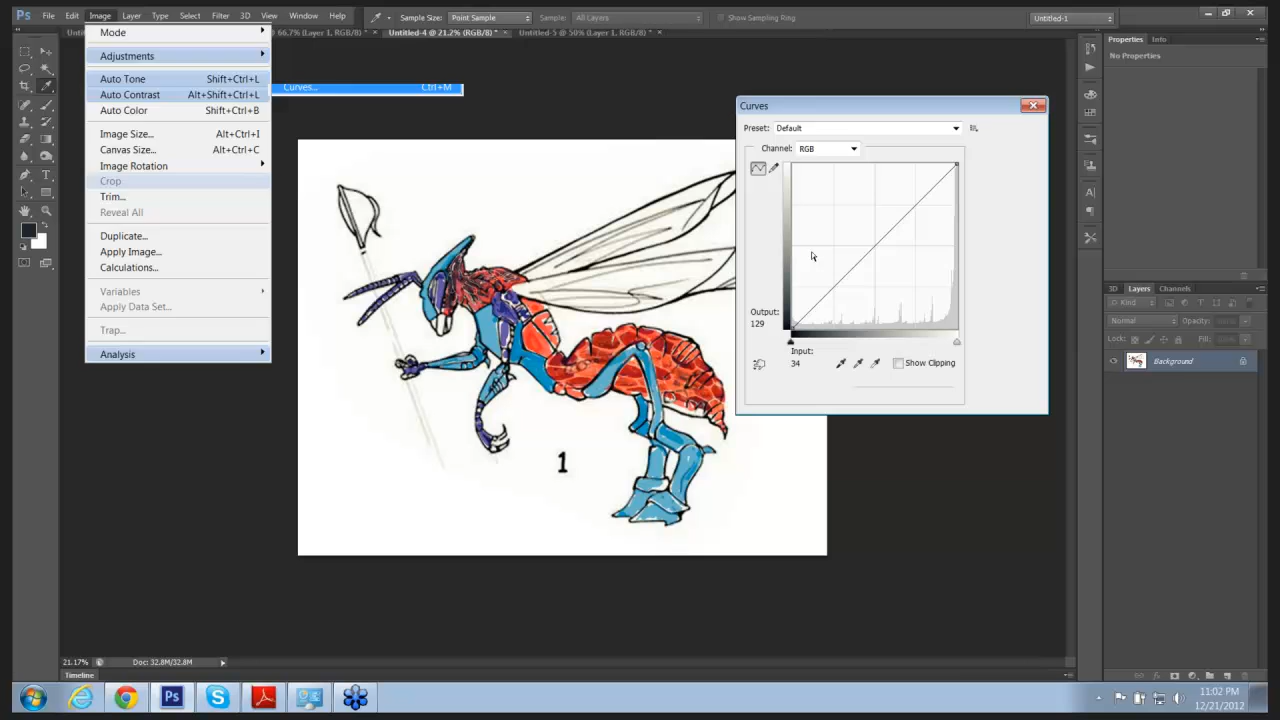 Ps File Edit Image Layer Type Select Filter 3D View Window Help Sample Size: Point Sample Sample: All Layers Show Sampling Ring Untitled-1
66.7% (Layer 1, RGB/8) * × Untitled-4 @ 21.2% (RGB/8) * × Untitled-5 @ 50% (Layer 1, RGB/8) * ×
Mode
Adjustments
Auto Tone Shift+Ctrl+L
Auto Contrast Alt+Shift+Ctrl+L
Auto Color Shift+Ctrl+B
Image Size... Alt+Ctrl+I
Canvas Size... Alt+Ctrl+C
Image Rotation
Crop
Trim...
Reveal All
Duplicate...
Apply Image...
Calculations...
Variables
Apply Data Set...
Trap...
Analysis
Curves... Ctrl+M
1
Curves
Preset: Default
Channel: RGB
Output:
129
Input:
34
Show Clipping
Properties Info
No Properties
3D Layers Channels
Kind
Normal Opacity:
Lock: Fill:
Background
21.17% Doc: 32.8M/32.8M
Timeline
Ps
11:02 PM
12/21/2012